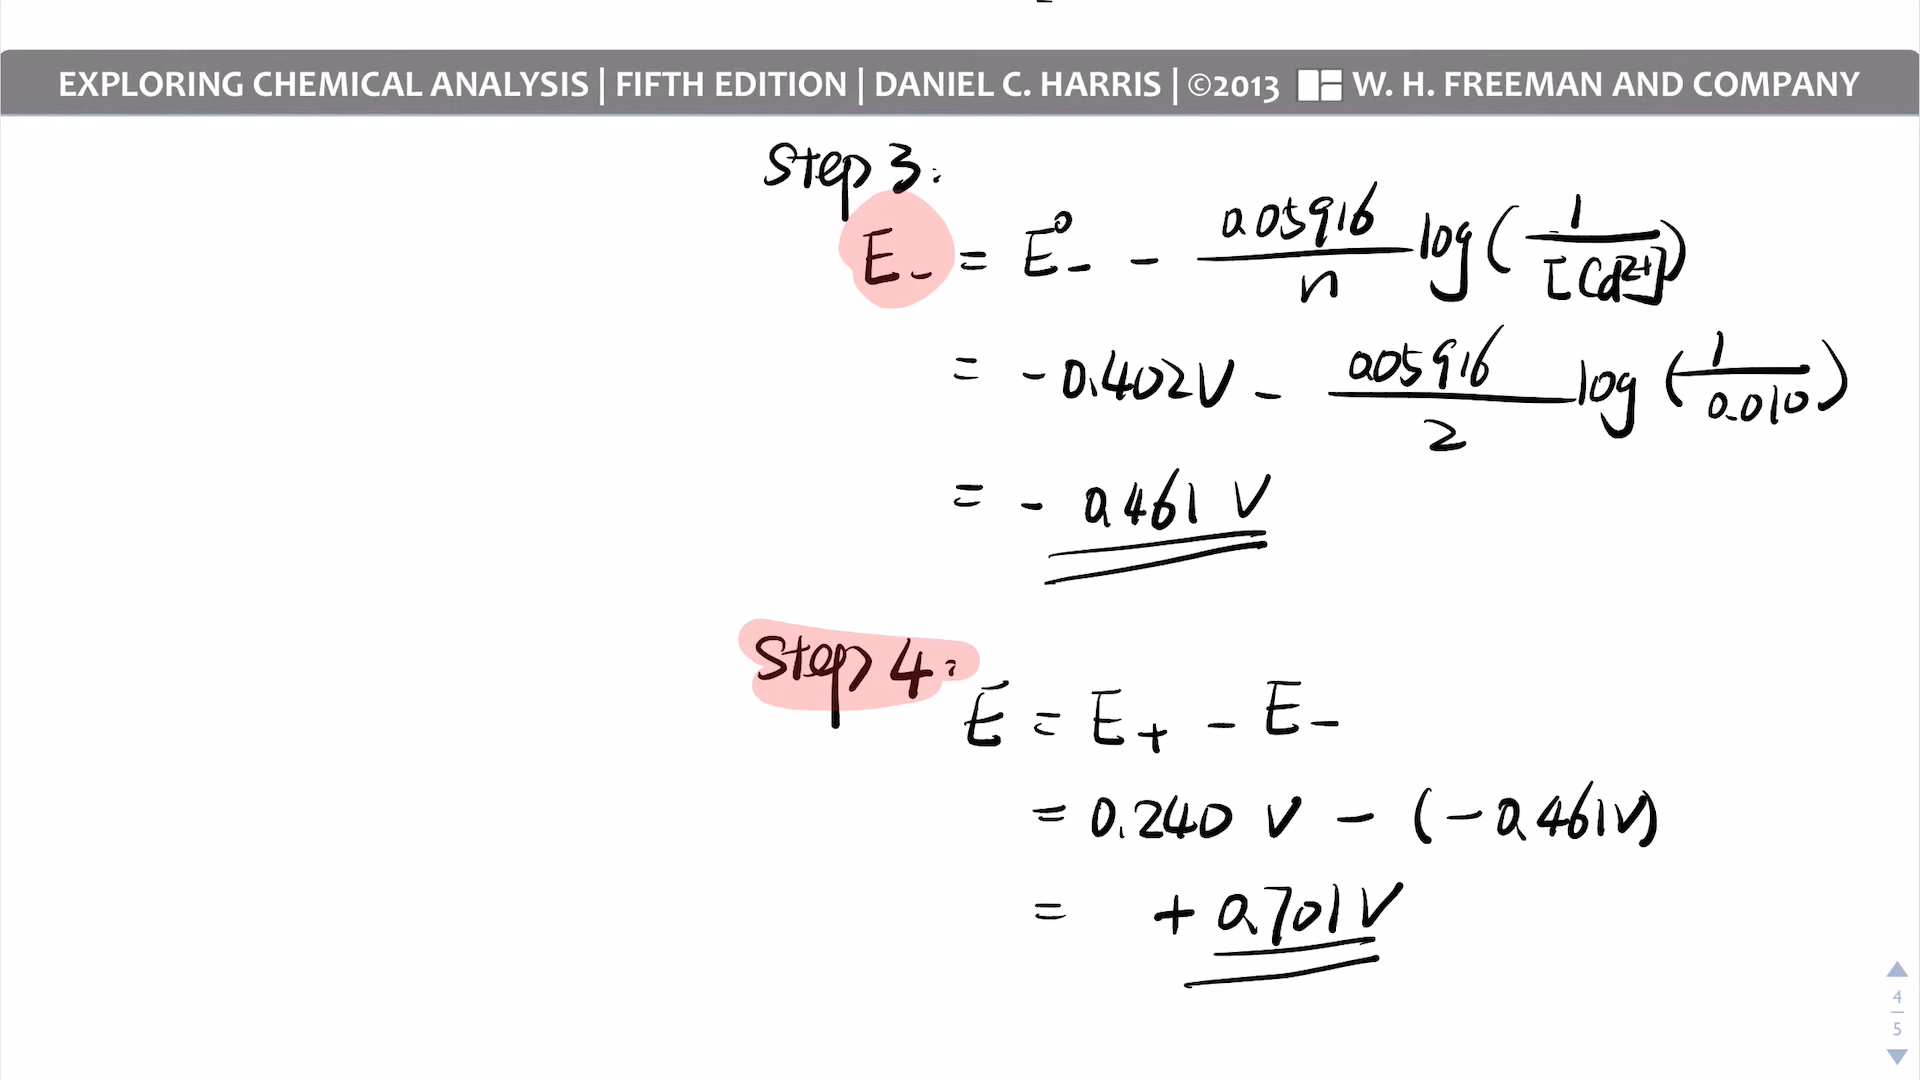 EXPLORING CHEMICAL ANALYSIS | FIFTH EDITION | DANIEL C. HARRIS | ©2013 W. H. FREEMAN AND COMPANY
Step 3:
E₋ = E⁰₋ - 0.05916/n log(1/[Cd²⁺])
= - 0.402V - 0.05916/2 log(1/0.010)
= - 0.461 V
Step 4:
E = E₊ - E₋
= 0.240 V - (-0.461V)
= + 0.701V
4
5